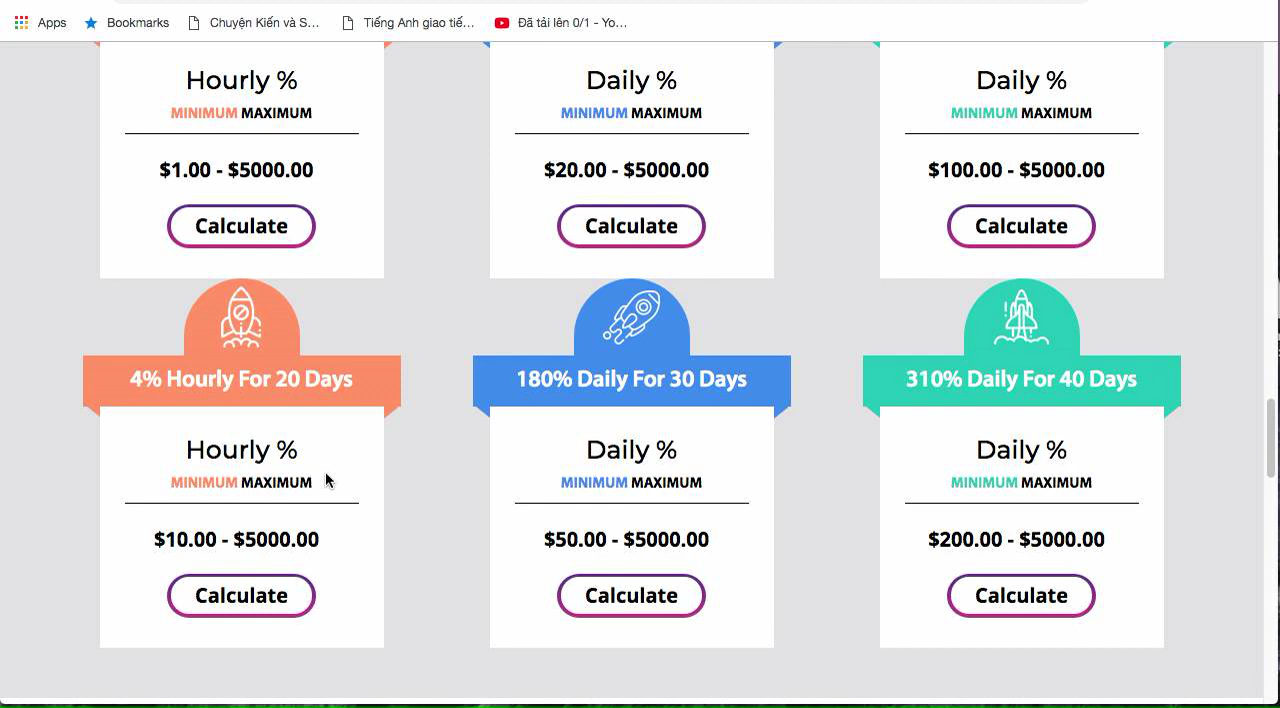 Apps Bookmarks Chuyện Kiến và S... Tiếng Anh giao tiế... Đã tải lên 0/1 - Yo...
Hourly % Daily % Daily %
MINIMUM MAXIMUM MINIMUM MAXIMUM MINIMUM MAXIMUM
$1.00 - $5000.00 $20.00 - $5000.00 $100.00 - $5000.00
Calculate Calculate Calculate
4% Hourly For 20 Days 180% Daily For 30 Days 310% Daily For 40 Days
Hourly % Daily % Daily %
MINIMUM MAXIMUM MINIMUM MAXIMUM MINIMUM MAXIMUM
$10.00 - $5000.00 $50.00 - $5000.00 $200.00 - $5000.00
Calculate Calculate Calculate